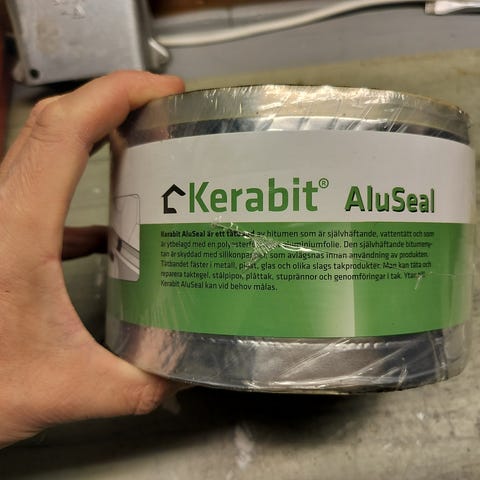 Kerabit® AluSeal
Kerabit AluSeal är ett tätband av bitumen som är självhäftande, vattentätt och som
är ytbelagd med en polyesterförstärkt aluminiumfolie. Den självhäftande bitumeny-
tan är skyddad med silikonpapper, som avlägsnas innan användning av produkten.
Tätbandet fäster i metall, plast, glas och olika slags takprodukter. Man kan täta och
reparera taktegel, stålplåt, plåttak, stuprännor och genomföringar i tak. Ytan till
Kerabit AluSeal kan vid behov målas.